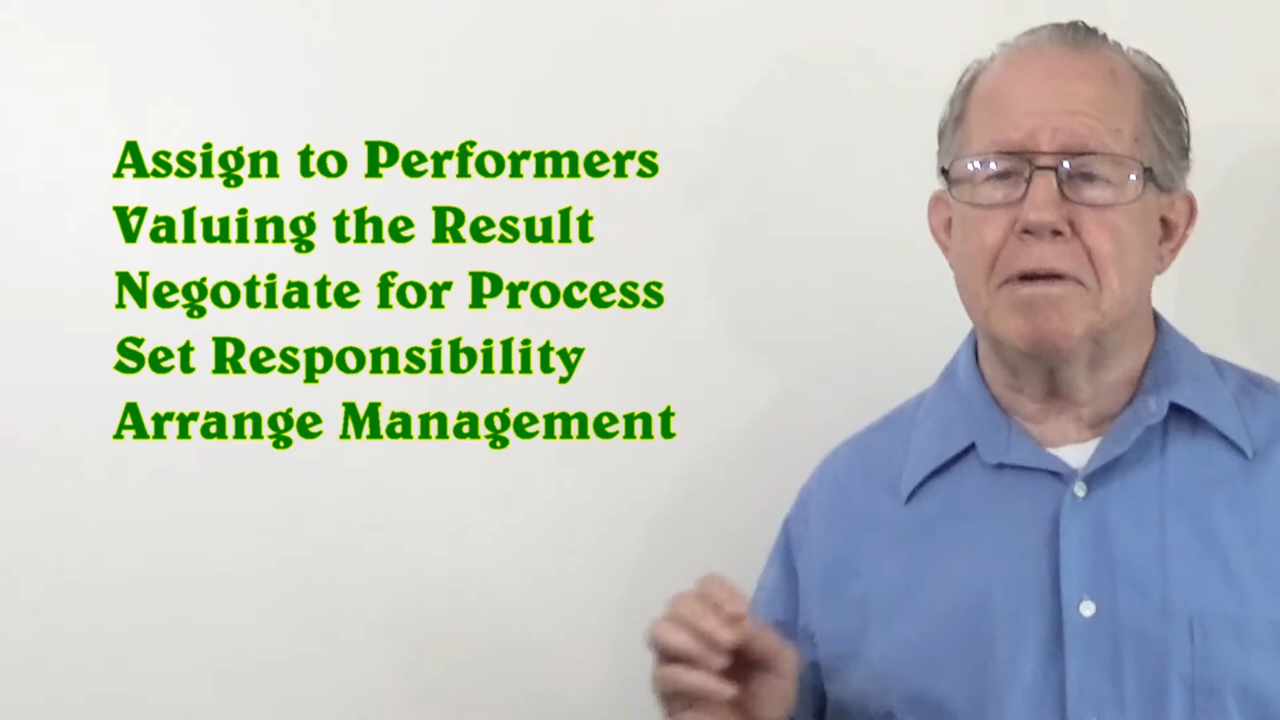 Assign to Performers
Valuing the Result
Negotiate for Process
Set Responsibility
Arrange Management